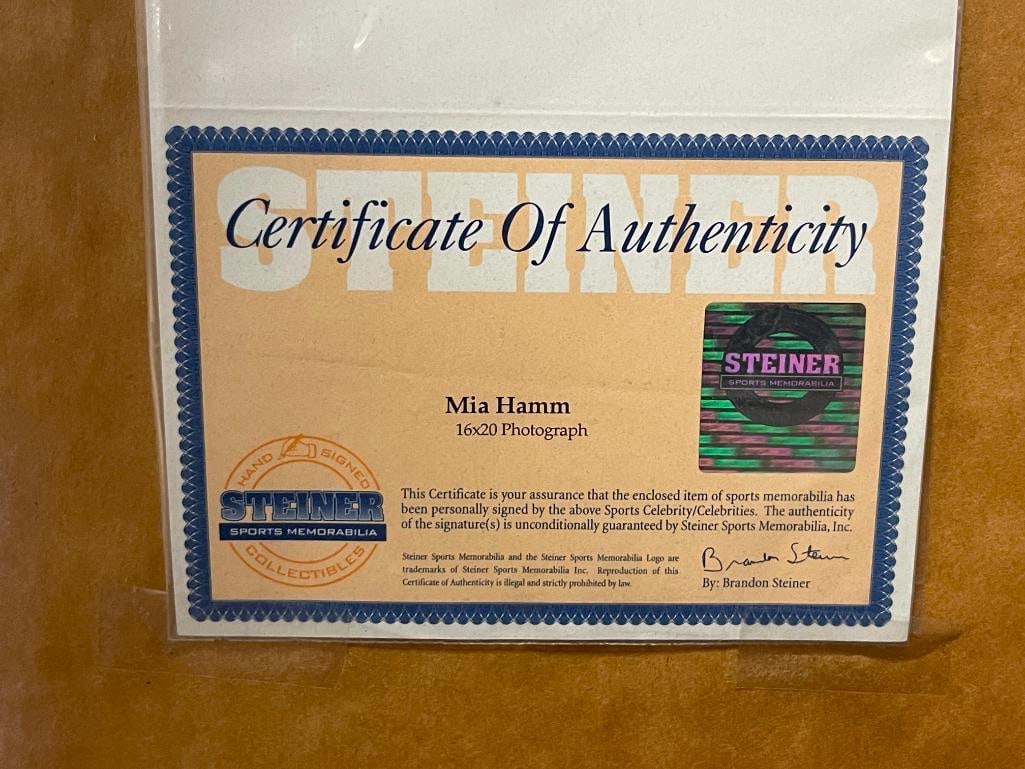 STEINER
Certificate Of Authenticity
STEINER
SPORTS MEMORABILIA
Mia Hamm
16x20 Photograph
HAND SIGNED
STEINER
SPORTS MEMORABILIA
COLLECTIBLES
This Certificate is your assurance that the enclosed item of sports memorabilia has
been personally signed by the above Sports Celebrity/Celebrities. The authenticity
of the signature(s) is unconditionally guaranteed by Steiner Sports Memorabilia, Inc.
Steiner Sports Memorabilia and the Steiner Sports Memorabilia Logo are
trademarks of Steiner Sports Memorabilia Inc. Reproduction of this
Certificate of Authenticity is illegal and strictly prohibited by law.
Brandon Steiner
By: Brandon Steiner